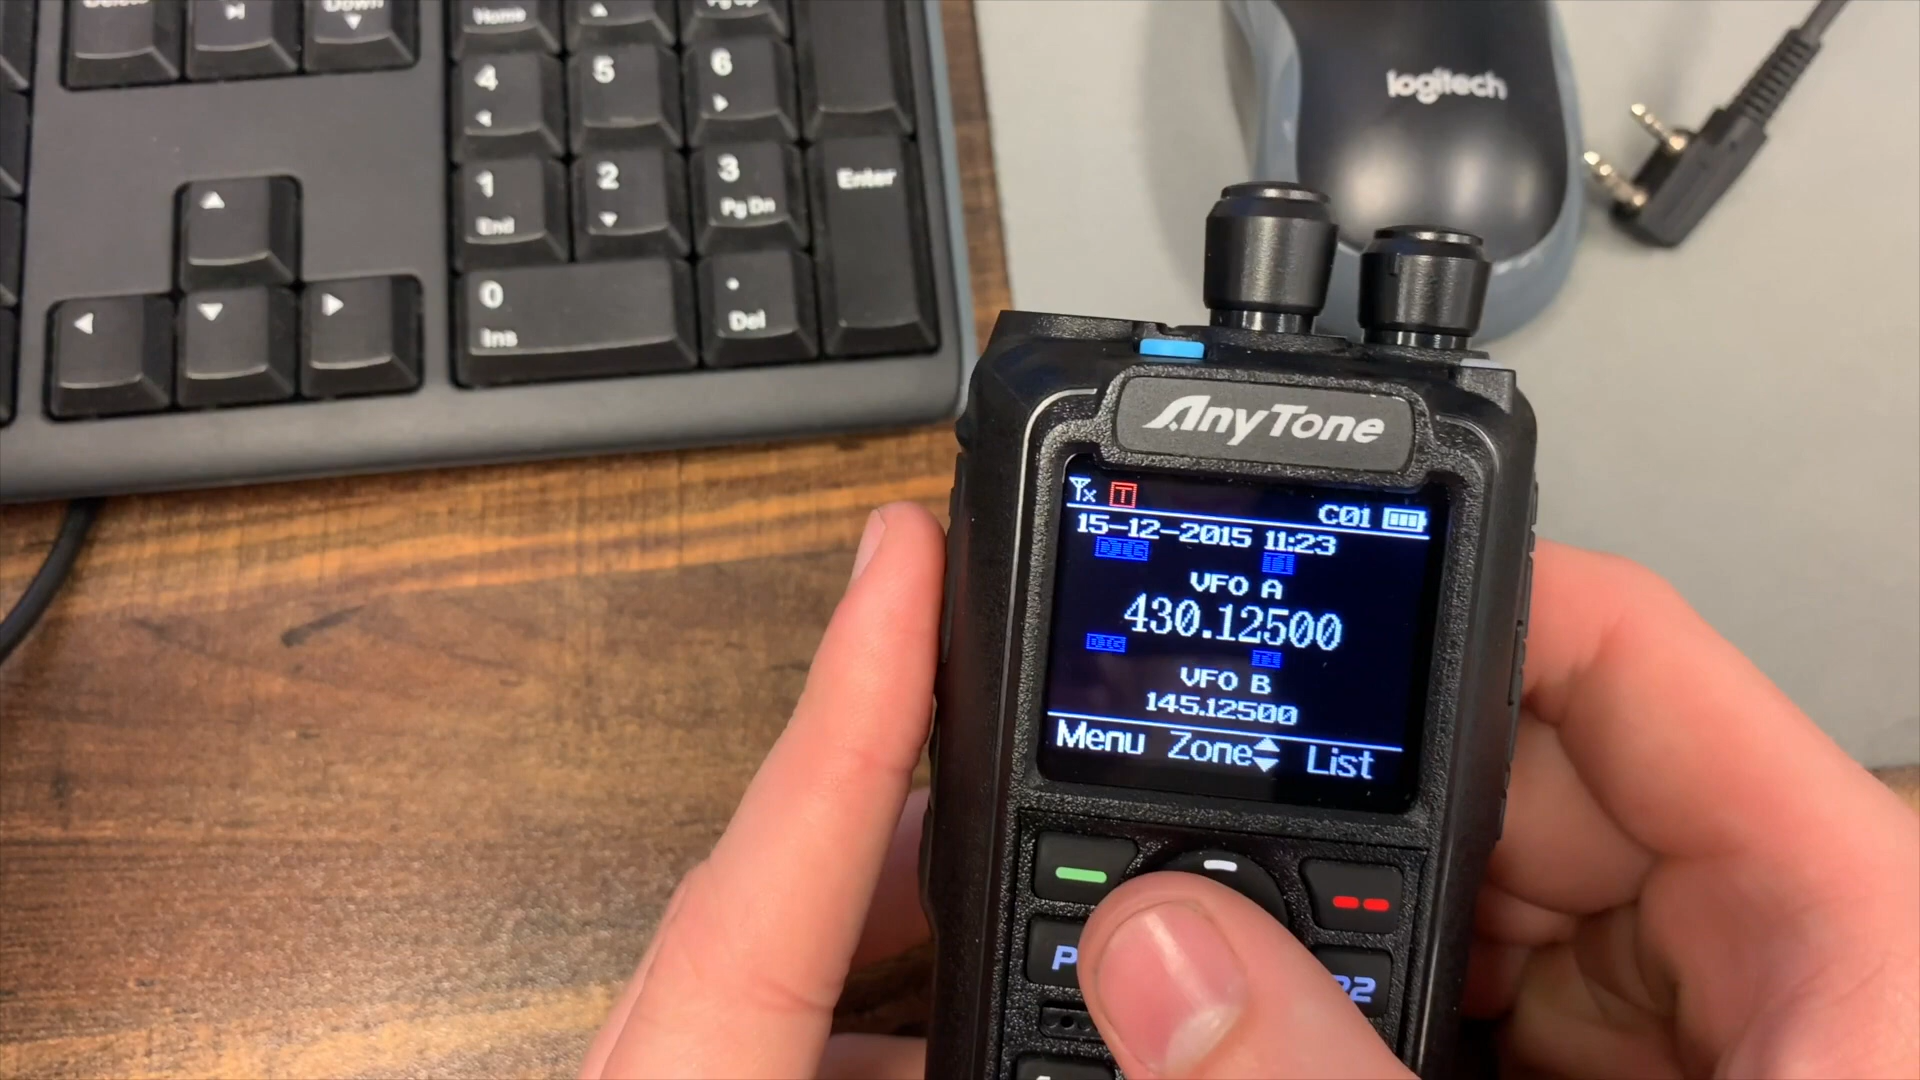 Home
4
5
6
1
End
2
3
Pg Dn
Enter
0
Ins
.
Del
logitech
AnyTone
T
C01
15-12-2015 11:23
DIG
VFO A
430.12500
DIG
VFO B
145.12500
Menu Zone List